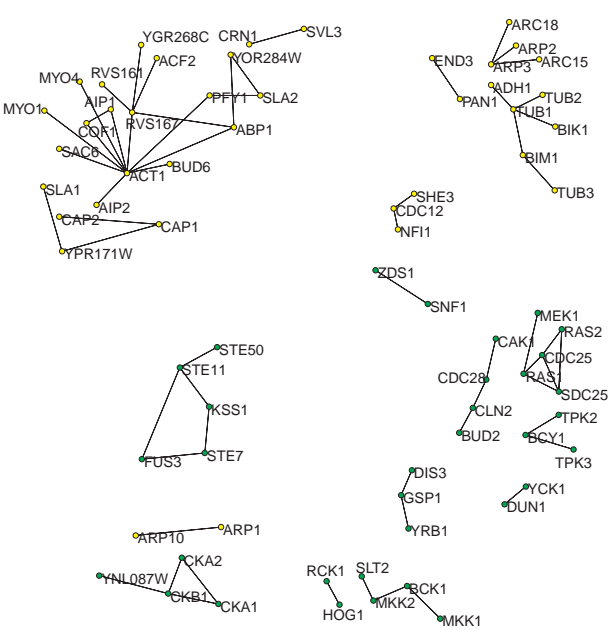 ARC18
SVL3
CRN1
YGR268C
ARP2
YOR284W
ACF2
END3
ARC15
ARP3
RVS161
MYO4
ADH1
PFY1
SLA2
TUB2
PAN1
AIP1
MYO1
TUB1
RVS167
ABP1
BIK1
COF1
SAC6
BIM1
BUD6
ACT1
SLA1
TUB3
SHE3
AIP2
CDC12
CAP2
CAP1
NFI1
YPR171W
ZDS1
SNF1
MEK1
RAS2
CAK1
STE50
CDC25
STE11
RAS1
CDC28
SDC25
KSS1
CLN2
TPK2
BUD2
BCY1
STE7
FUS3
TPK3
DIS3
YCK1
GSP1
DUN1
ARP1
YRB1
ARP10
CKA2
SLT2
RCK1
YNL087W
BCK1
CKB1
MKK2
CKA1
HOG1
MKK1